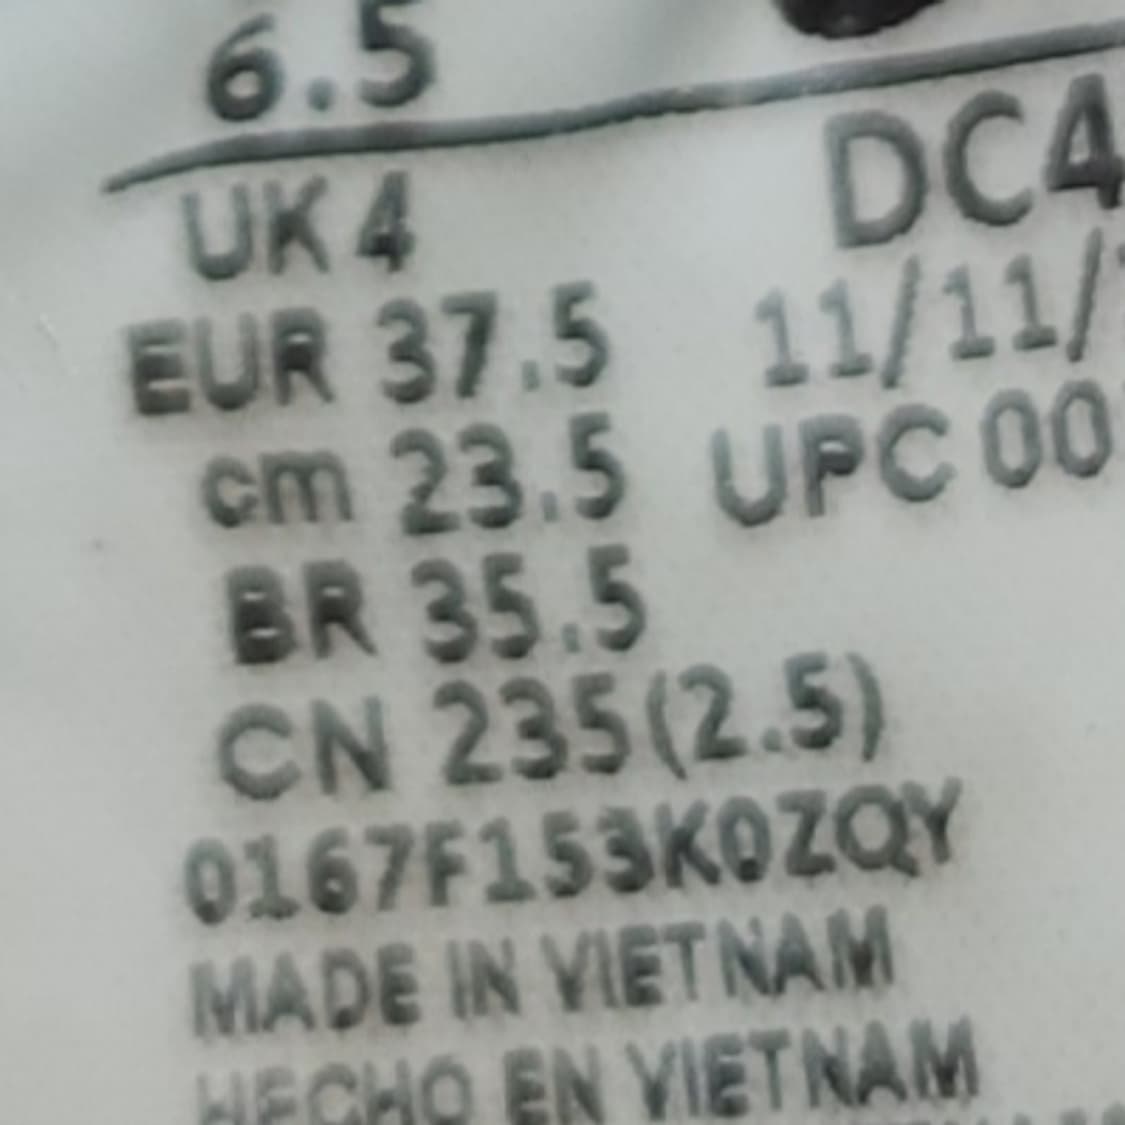 6.5
UK 4
DC4
EUR 37.5
11/11/
cm 23.5
UPC 00
BR 35.5
CN 235(2.5)
0167F153K0ZQY
MADE IN VIETNAM
HECHO EN VIETNAM